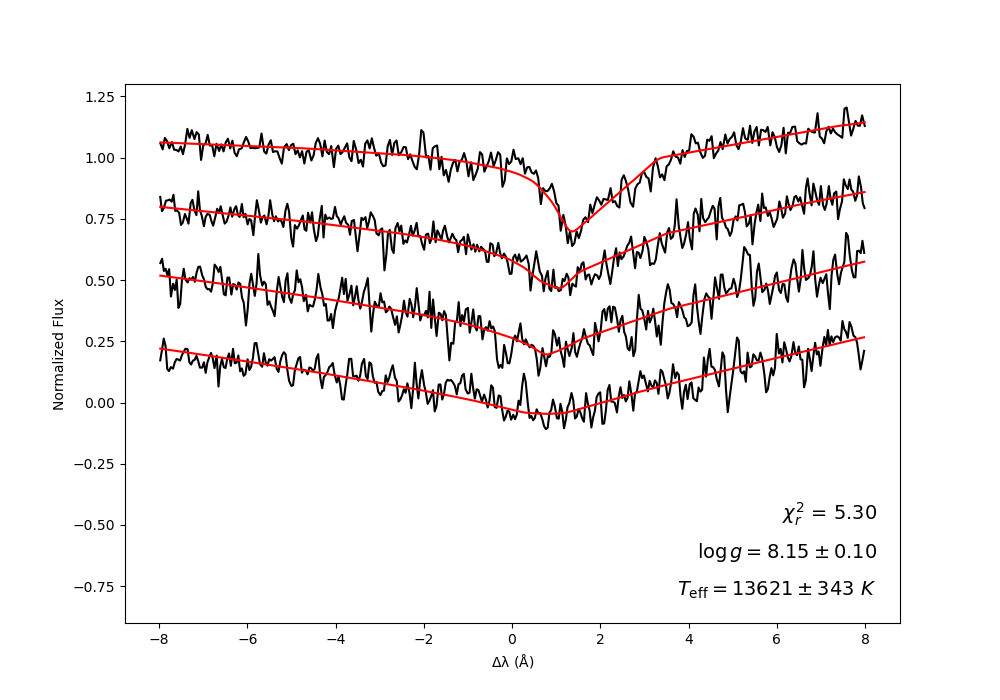 1.25
1.00
0.75
0.50
0.25
0.00
−0.25
−0.50
−0.75
Normalized Flux
χ²ᵣ = 5.30
log g = 8.15 ± 0.10
T_eff = 13621 ± 343 K
−8 −6 −4 −2 0 2 4 6 8
Δλ (Å)